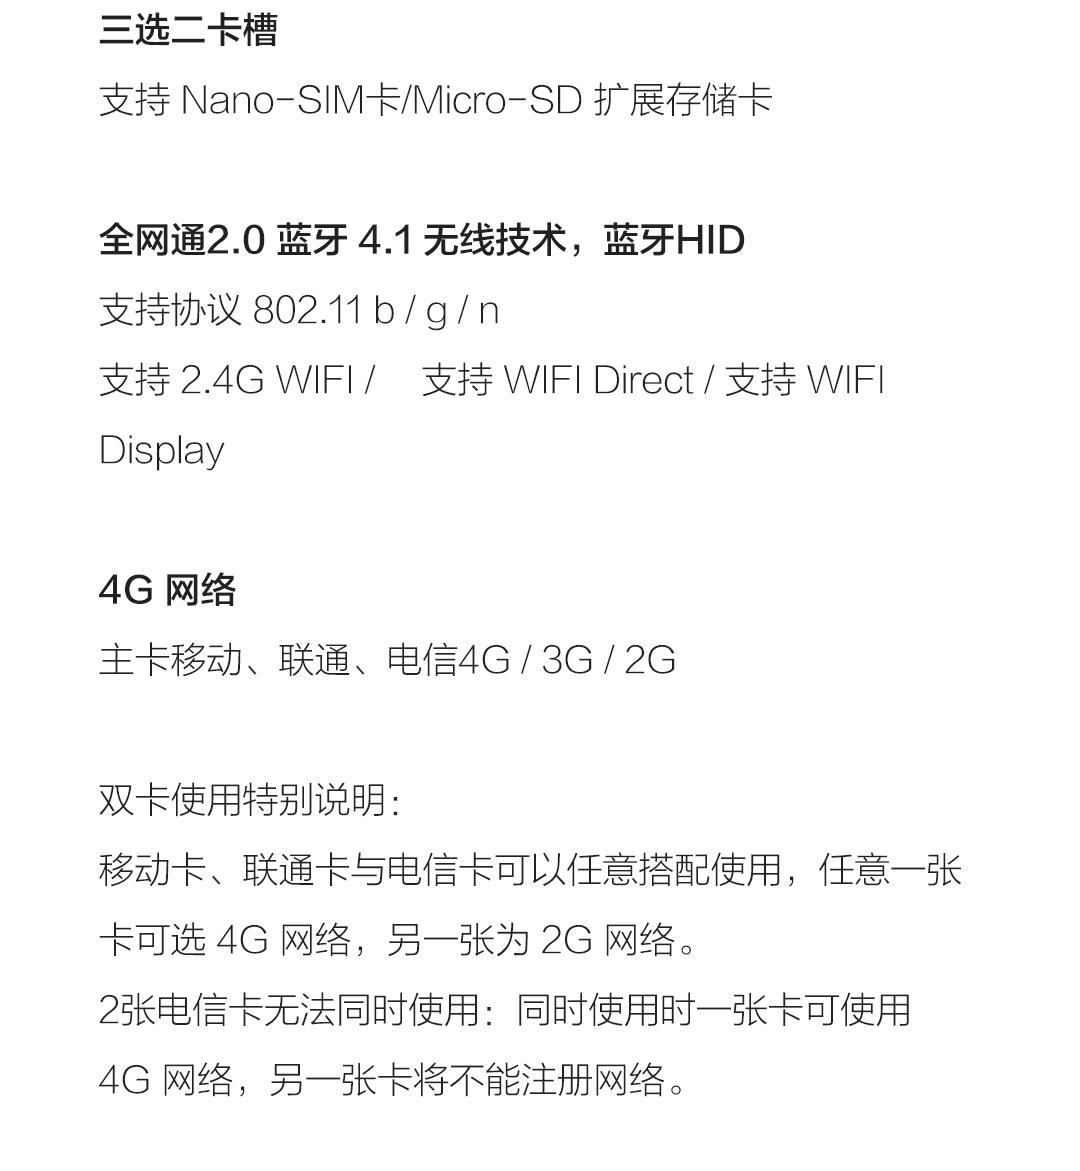 三选二卡槽
支持 Nano-SIM卡/Micro-SD 扩展存储卡
全网通2.0 蓝牙 4.1 无线技术，蓝牙HID
支持协议 802.11 b / g / n
支持 2.4G WIFI /    支持 WIFI Direct / 支持 WIFI
Display
4G 网络
主卡移动、联通、电信4G / 3G / 2G
双卡使用特别说明：
移动卡、联通卡与电信卡可以任意搭配使用，任意一张
卡可选 4G 网络，另一张为 2G 网络。
2张电信卡无法同时使用：同时使用时一张卡可使用
4G 网络，另一张卡将不能注册网络。